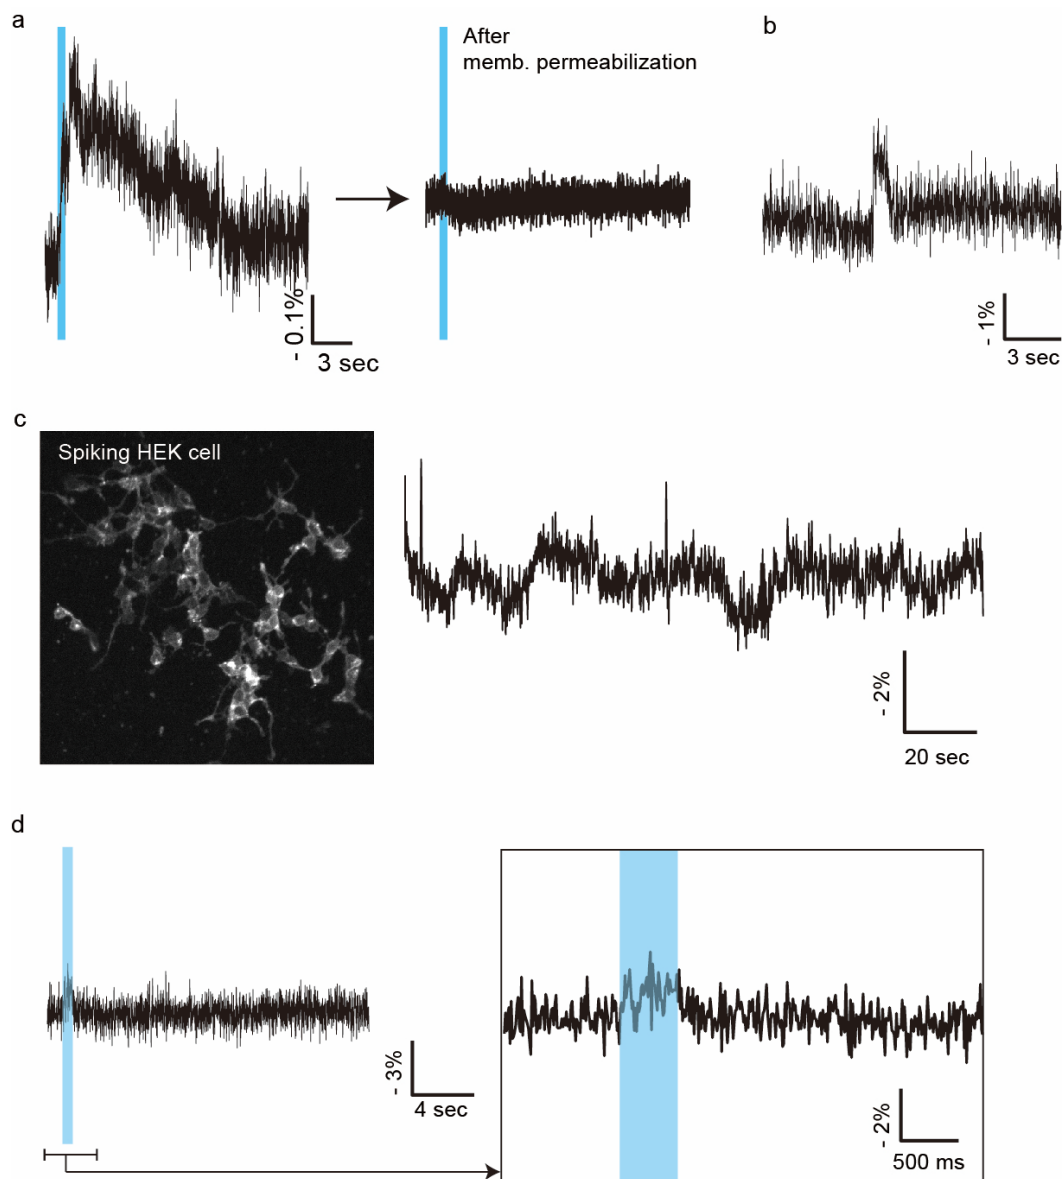 a
After
memb. permeabilization
- 0.1%
3 sec
b
- 1%
3 sec
c
Spiking HEK cell
- 2%
20 sec
d
- 3%
4 sec
- 2%
500 ms